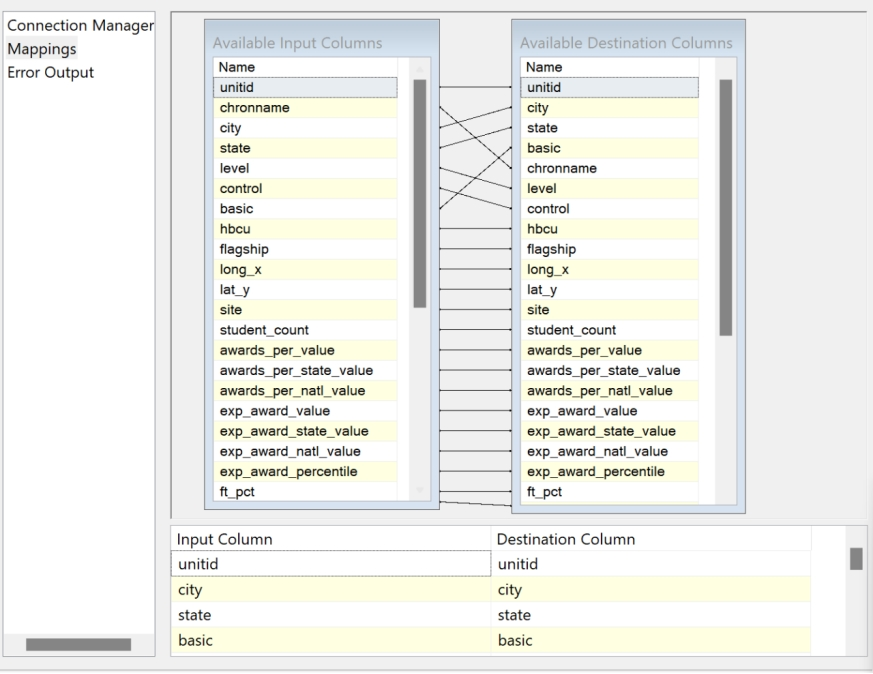 Connection Manager
Mappings
Error Output
Available Input Columns
Name
unitid
chronname
city
state
level
control
basic
hbcu
flagship
long_x
lat_y
site
student_count
awards_per_value
awards_per_state_value
awards_per_natl_value
exp_award_value
exp_award_state_value
exp_award_natl_value
exp_award_percentile
ft_pct
Available Destination Columns
Name
unitid
city
state
basic
chronname
level
control
hbcu
flagship
long_x
lat_y
site
student_count
awards_per_value
awards_per_state_value
awards_per_natl_value
exp_award_value
exp_award_state_value
exp_award_natl_value
exp_award_percentile
ft_pct
Input Column Destination Column
unitid unitid
city city
state state
basic basic